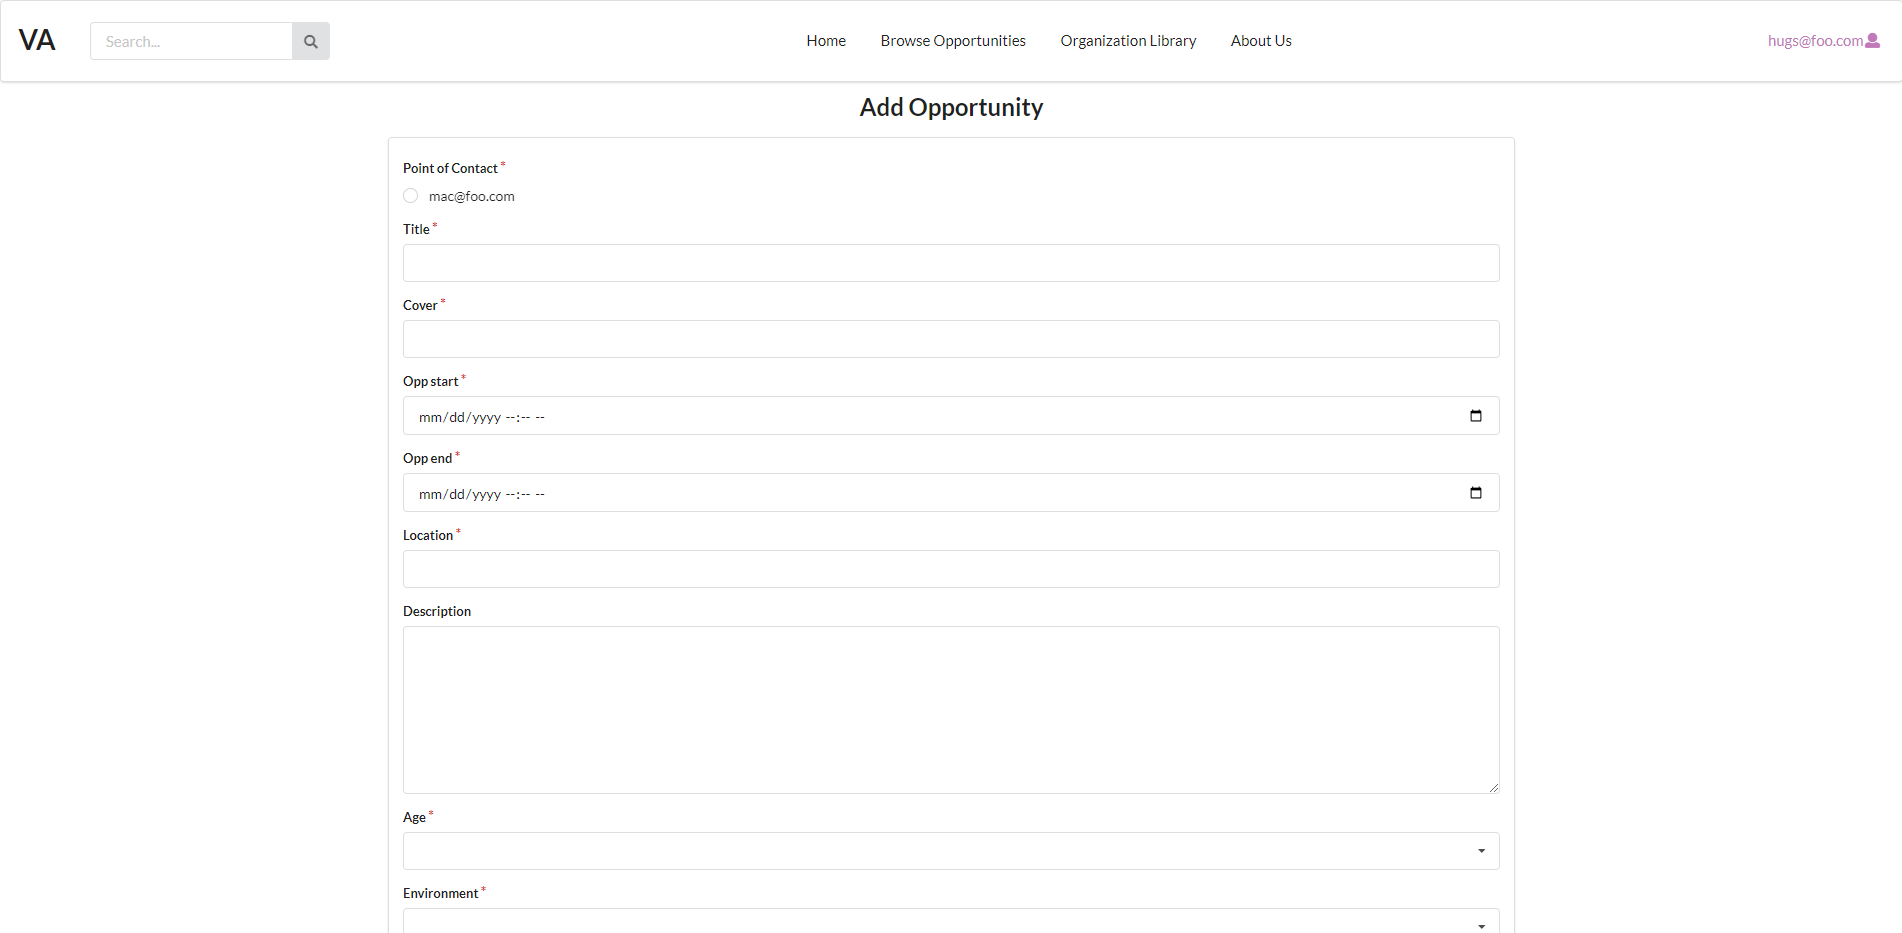 VA Search... Home Browse Opportunities Organization Library About Us hugs@foo.com
Add Opportunity
Point of Contact *
mac@foo.com
Title *
Cover *
Opp start *
mm/dd/yyyy --:-- --
Opp end *
mm/dd/yyyy --:-- --
Location *
Description
Age *
Environment *